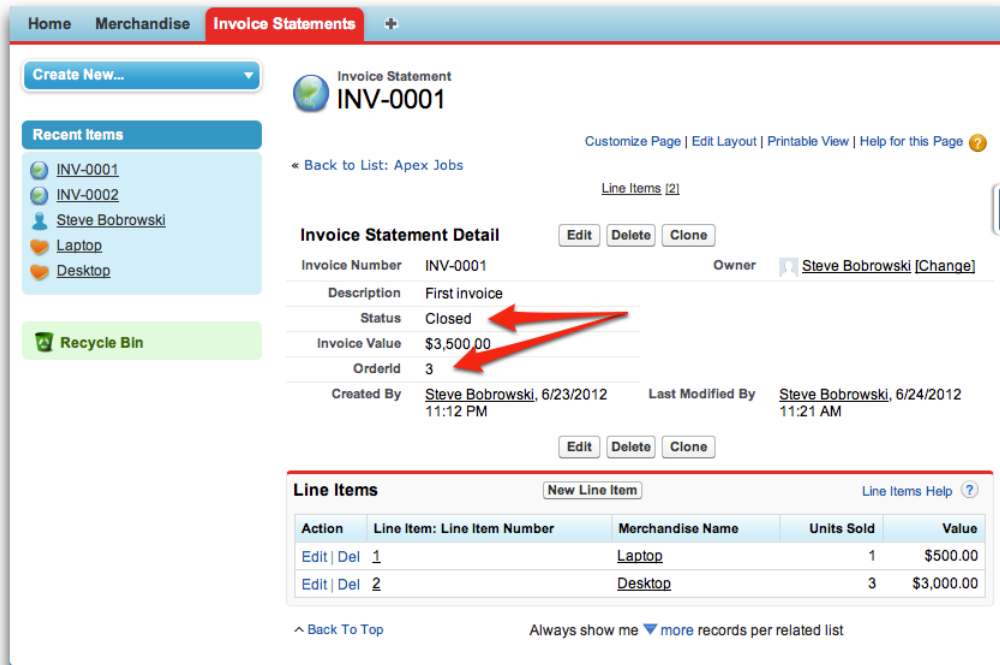 Home Merchandise Invoice Statements
Create New...
Recent Items
INV-0001
INV-0002
Steve Bobrowski
Laptop
Desktop
Recycle Bin
Invoice Statement
INV-0001
Customize Page | Edit Layout | Printable View | Help for this Page ?
« Back to List: Apex Jobs
Line Items [2]
Invoice Statement Detail Edit Delete Clone
Invoice Number INV-0001 Owner Steve Bobrowski [Change]
Description First invoice
Status Closed
Invoice Value $3,500.00
OrderId 3
Created By Steve Bobrowski, 6/23/2012 11:12 PM Last Modified By Steve Bobrowski, 6/24/2012 11:21 AM
Edit Delete Clone
Line Items New Line Item Line Items Help ?
Action Line Item: Line Item Number Merchandise Name Units Sold Value
Edit | Del 1 Laptop 1 $500.00
Edit | Del 2 Desktop 3 $3,000.00
Back To Top Always show me more records per related list